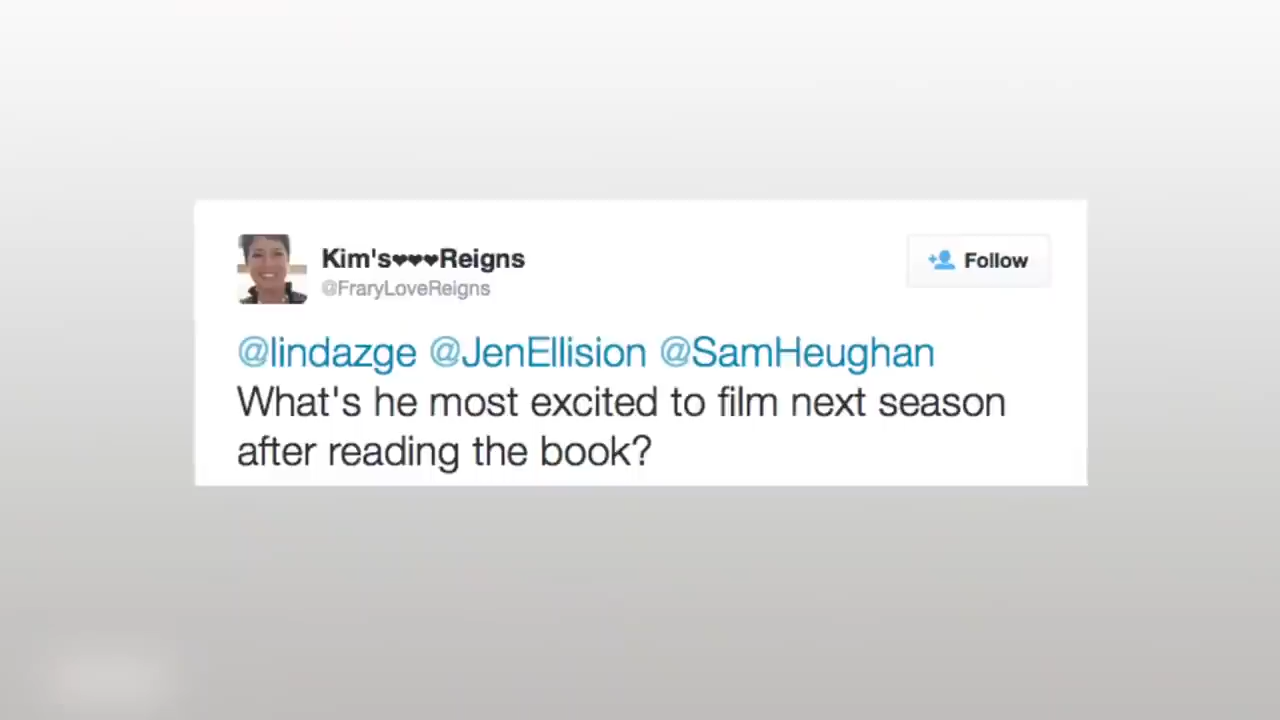 Kim's❤❤❤Reigns
Follow
@FraryLoveReigns
@lindazge @JenEllision @SamHeughan
What's he most excited to film next season
after reading the book?